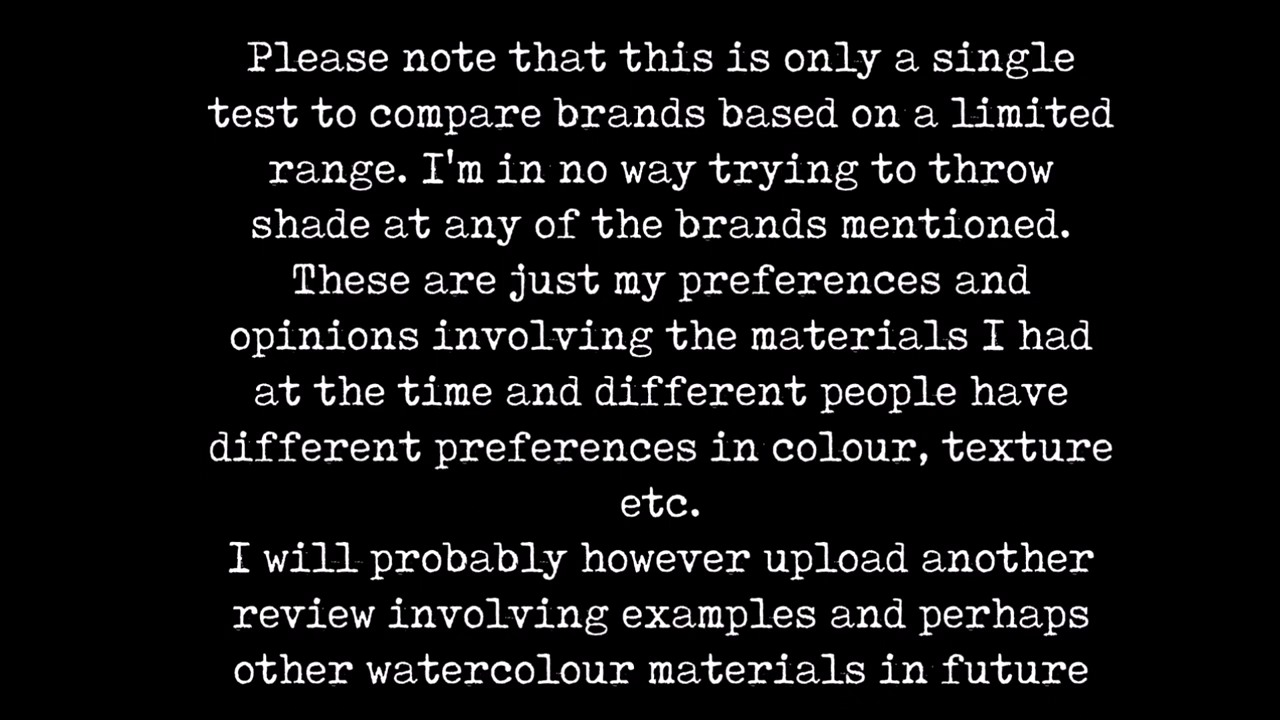 Please note that this is only a single
test to compare brands based on a limited
range. I'm in no way trying to throw
shade at any of the brands mentioned.
These are just my preferences and
opinions involving the materials I had
at the time and different people have
different preferences in colour, texture
etc.
I will probably however upload another
review involving examples and perhaps
other watercolour materials in future